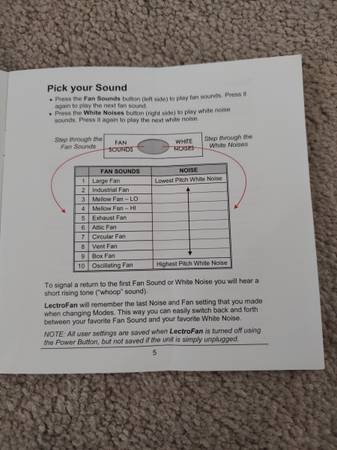 Pick your Sound
• Press the Fan Sounds button (left side) to play fan sounds. Press it
again to play the next fan sound.
• Press the White Noises button (right side) to play white noise
sounds. Press it again to play the next white noise.
Step through the
Fan Sounds
FAN
SOUNDS
WHITE
NOISES
Step through the
White Noises
FAN SOUNDS NOISE
1 Large Fan Lowest Pitch White Noise
2 Industrial Fan
3 Mellow Fan – LO
4 Mellow Fan – HI
5 Exhaust Fan
6 Attic Fan
7 Circular Fan
8 Vent Fan
9 Box Fan
10 Oscillating Fan Highest Pitch White Noise
To signal a return to the first Fan Sound or White Noise you will hear a
short rising tone ("whoop" sound).
LectroFan will remember the last Noise and Fan setting that you made
when changing Modes. This way you can easily switch back and forth
between your favorite Fan Sound and your favorite White Noise.
NOTE: All user settings are saved when LectroFan is turned off using
the Power Button, but not saved if the unit is simply unplugged.
5